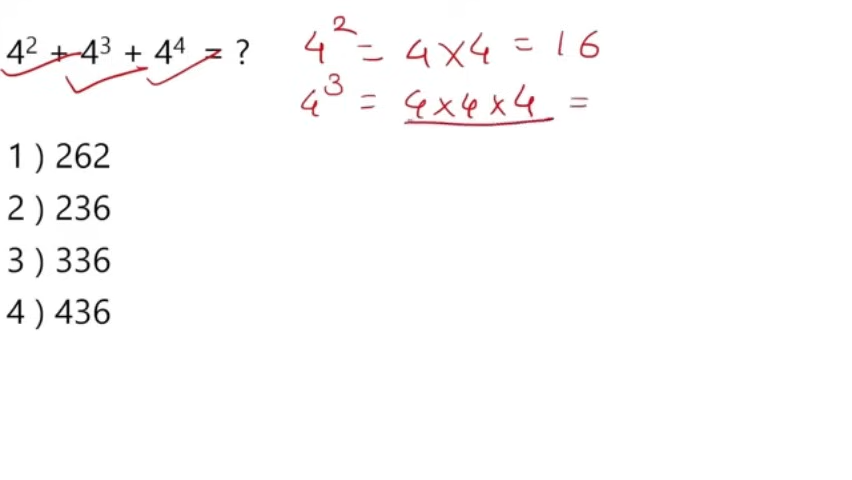 4² + 4³ + 4⁴ = ?
4² = 4 × 4 = 16
4³ = 4 × 4 × 4 =
1 ) 262
2 ) 236
3 ) 336
4 ) 436